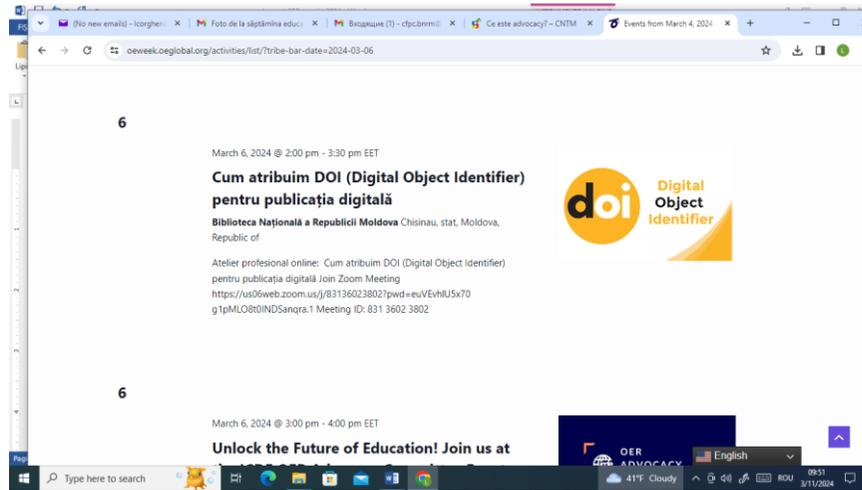 (No new emails) - lcorghen
Foto de la săptămîna educ
Входящие (1) - cfpc.bnrm@
Ce este advocacy? – CNTM
Events from March 4, 2024
oeweek.oeglobal.org/activities/list/?tribe-bar-date=2024-03-06
6
March 6, 2024 @ 2:00 pm - 3:30 pm EET
Cum atribuim DOI (Digital Object Identifier)
pentru publicația digitală
Biblioteca Națională a Republicii Moldova Chisinau, stat, Moldova,
Republic of
Atelier profesional online: Cum atribuim DOI (Digital Object Identifier)
pentru publicația digitală Join Zoom Meeting
https://us06web.zoom.us/j/83136023802?pwd=euVEvhIU5x70
g1pMLO8t0INDSanqra.1 Meeting ID: 831 3602 3802
doi
Digital
Object
Identifier
6
March 6, 2024 @ 3:00 pm - 4:00 pm EET
Unlock the Future of Education! Join us at
OER
ADVOCACY
English
Type here to search
41°F Cloudy
ROU
09:51
3/11/2024